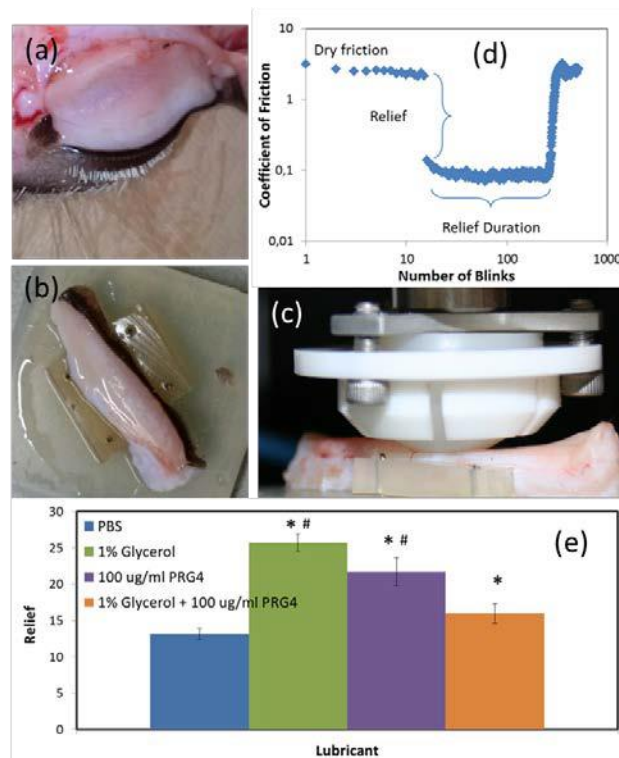 (a)
(b)
(c)
(d)
10
1
0,1
0,01
Coefficient of Friction
Dry friction
Relief
Relief Duration
1
10
100
1000
Number of Blinks
(e)
30
25
20
15
10
5
0
Relief
PBS
1% Glycerol
100 ug/ml PRG4
1% Glycerol + 100 ug/ml PRG4
* #
* #
*
Lubricant